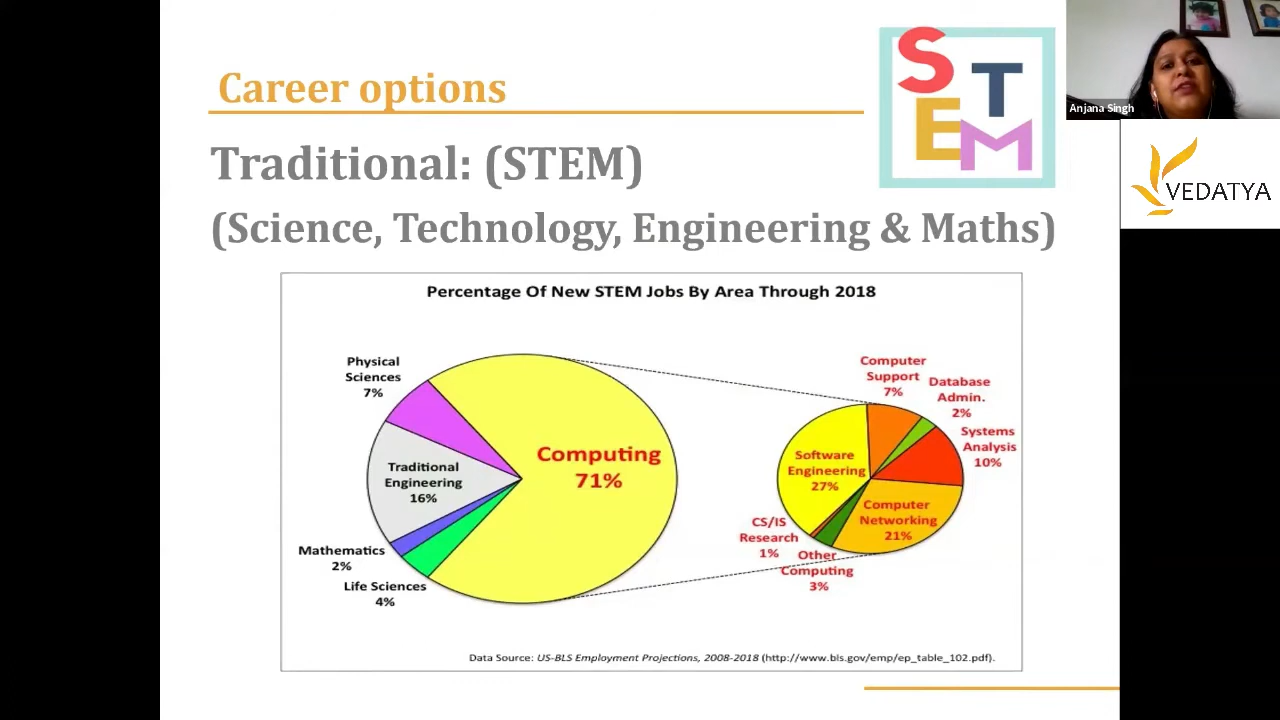 Career options
STEM
Anjana Singh
VEDATYA
Traditional: (STEM)
(Science, Technology, Engineering & Maths)
Percentage Of New STEM Jobs By Area Through 2018
Physical
Sciences
7%
Traditional
Engineering
16%
Mathematics
2%
Life Sciences
4%
Computing
71%
Computer
Support
7%
Database
Admin.
2%
Systems
Analysis
10%
Software
Engineering
27%
Computer
Networking
21%
CS/IS
Research
1%
Other
Computing
3%
Data Source: US-BLS Employment Projections, 2008-2018 (http://www.bls.gov/emp/ep_table_102.pdf).